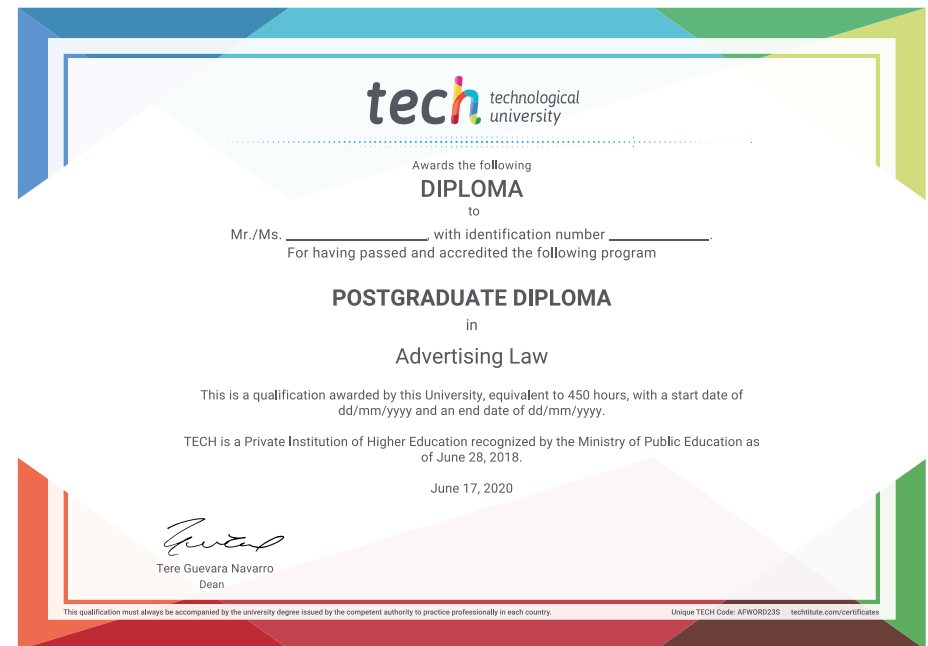 tech technological
university
Awards the following
DIPLOMA
to
Mr./Ms. ____________________, with identification number ______________.
For having passed and accredited the following program
POSTGRADUATE DIPLOMA
in
Advertising Law
This is a qualification awarded by this University, equivalent to 450 hours, with a start date of
dd/mm/yyyy and an end date of dd/mm/yyyy.
TECH is a Private Institution of Higher Education recognized by the Ministry of Public Education as
of June 28, 2018.
June 17, 2020
Tere Guevara Navarro
Dean
This qualification must always be accompanied by the university degree issued by the competent authority to practice professionally in each country. Unique TECH Code: AFWORD23S techtitute.com/certificates